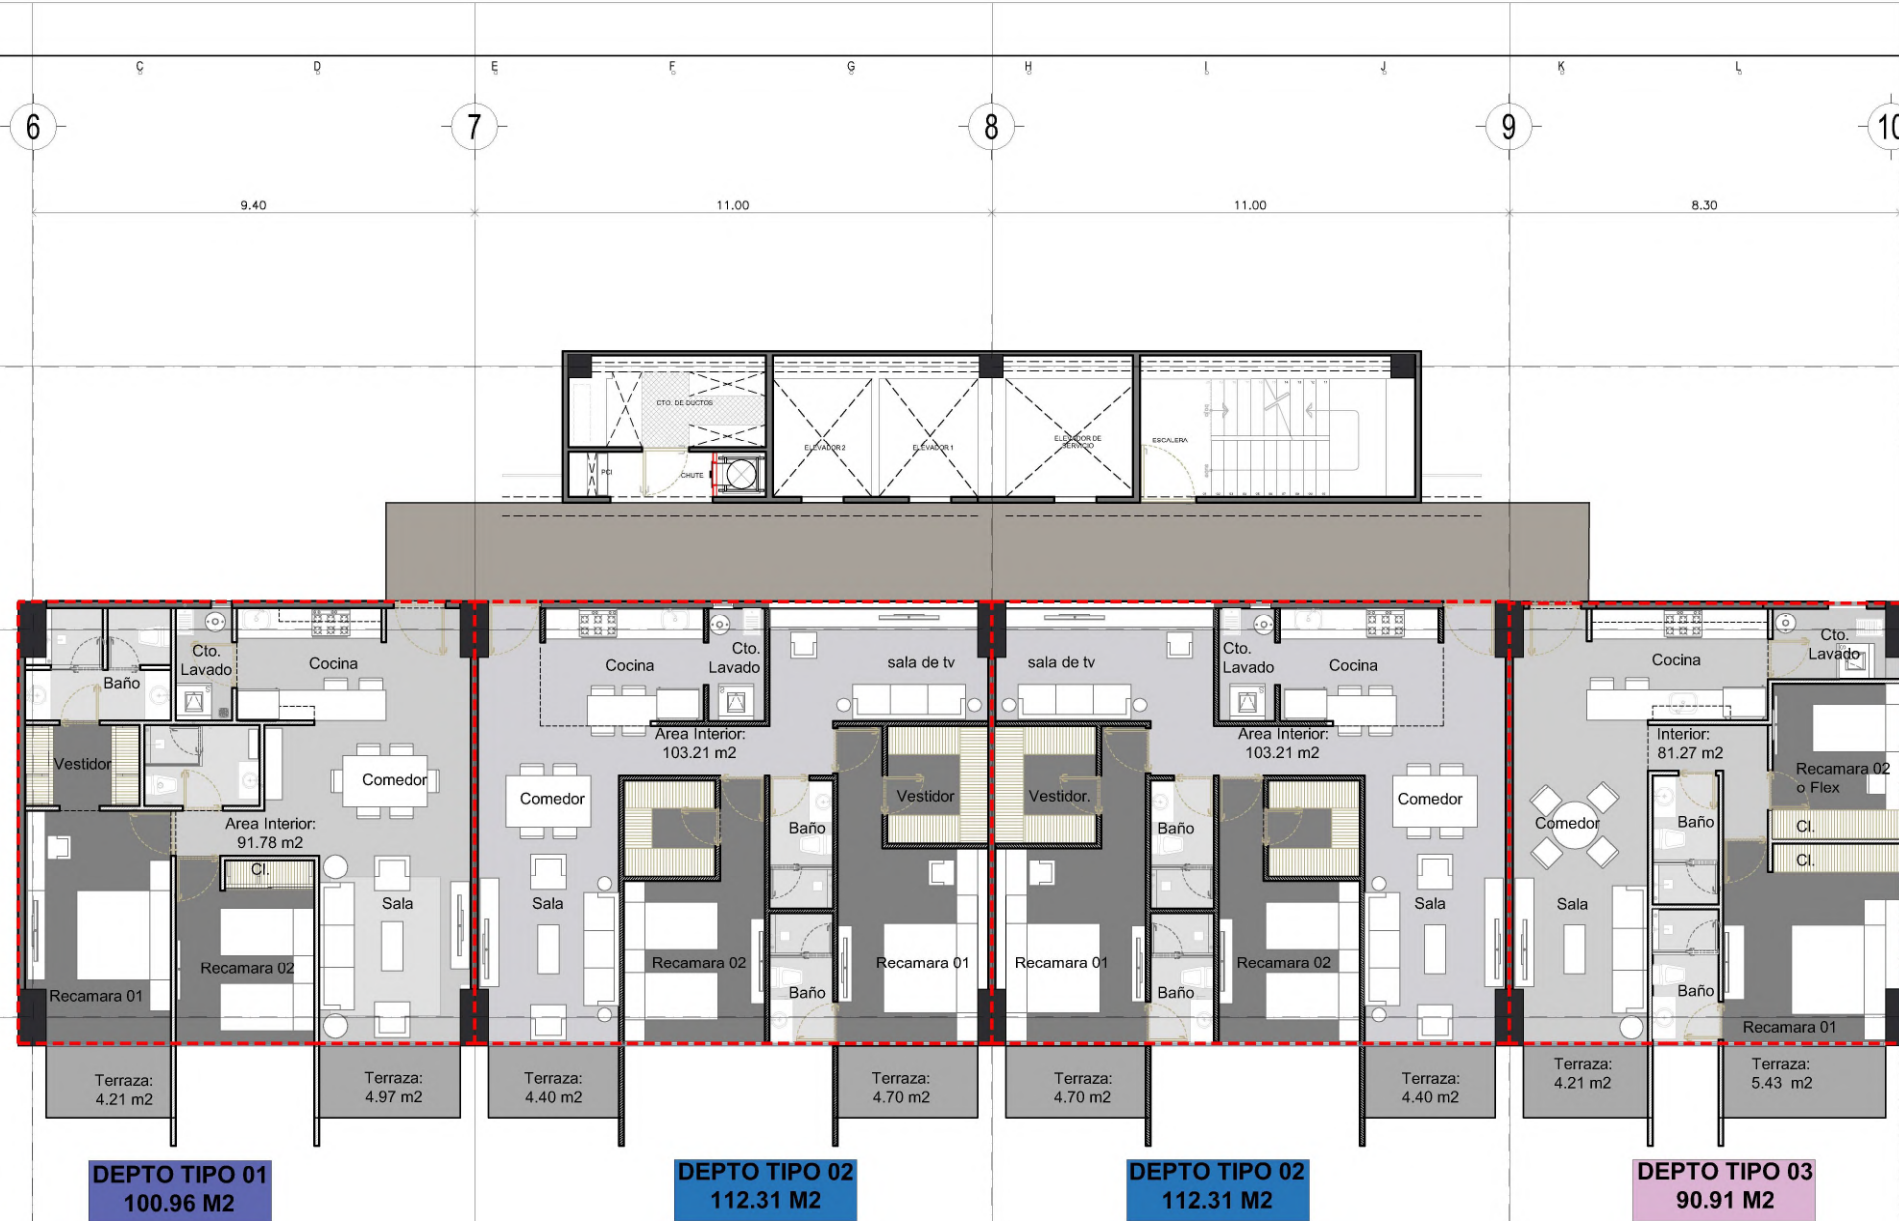 C D E F G H I J K L
6 7 8 9 10
9.40 11.00 11.00 8.30
CTO. DE DUCTOS
PCI
CHUTE
ELEVADOR 2
ELEVADOR 1
ELEVADOR DE
SERVICIO
ESCALERA
Baño
Cto.
Lavado
Cocina
Vestidor
Comedor
Area Interior:
91.78 m2
Cl.
Sala
Recamara 02
Recamara 01
Terraza:
4.21 m2
Terraza:
4.97 m2
DEPTO TIPO 01
100.96 M2
Cocina
Cto.
Lavado
sala de tv
Area Interior:
103.21 m2
Comedor
Vestidor
Baño
Sala
Recamara 02
Recamara 01
Baño
Terraza:
4.40 m2
Terraza:
4.70 m2
DEPTO TIPO 02
112.31 M2
sala de tv
Cto.
Lavado
Cocina
Area Interior:
103.21 m2
Vestidor.
Comedor
Baño
Sala
Recamara 01
Recamara 02
Baño
Terraza:
4.70 m2
Terraza:
4.40 m2
DEPTO TIPO 02
112.31 M2
Cto.
Lavado
Cocina
Interior:
81.27 m2
Recamara 02
o Flex
Comedor
Baño
Cl.
Cl.
Sala
Baño
Recamara 01
Terraza:
4.21 m2
Terraza:
5.43 m2
DEPTO TIPO 03
90.91 M2